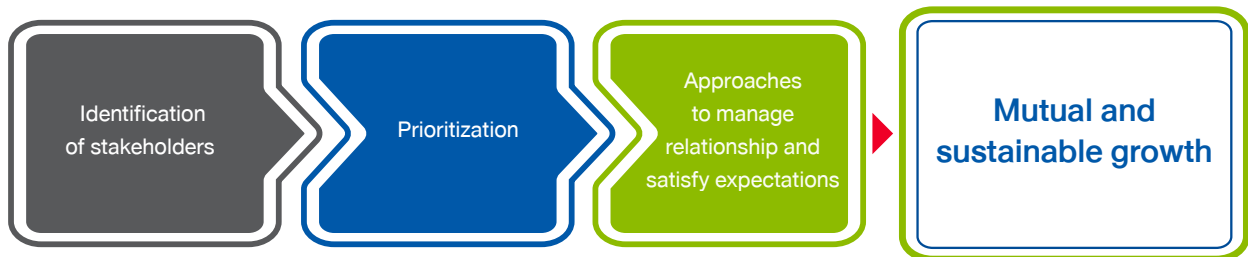 Identification
of stakeholders
Prioritization
Approaches
to manage
relationship and
satisfy expectations
Mutual and
sustainable growth